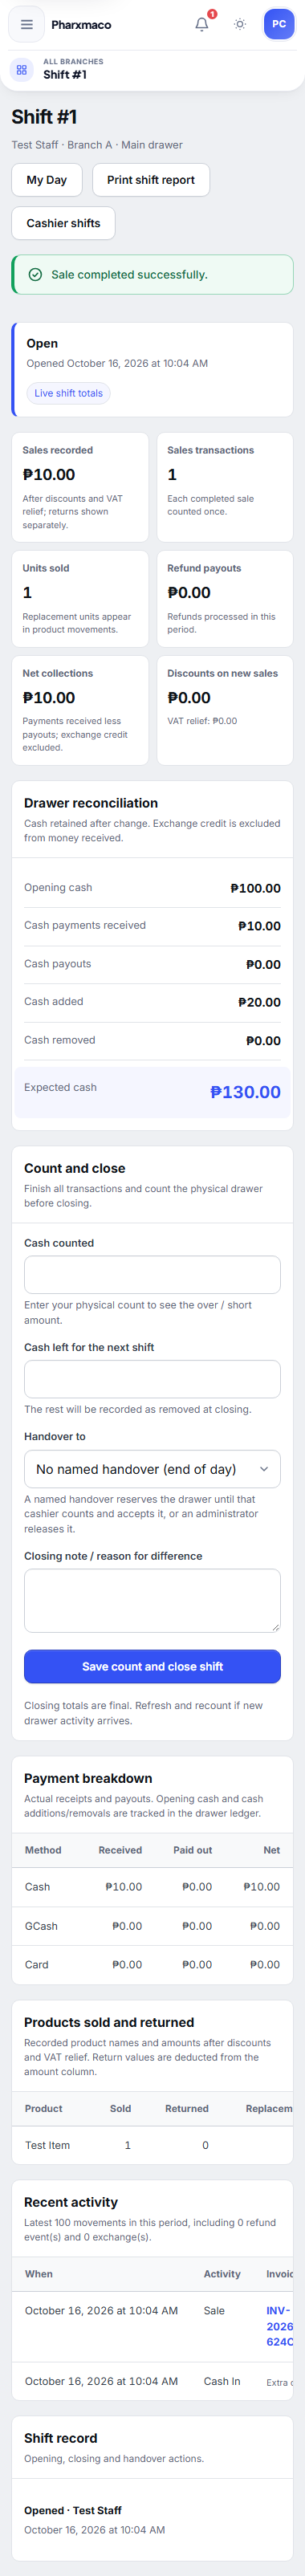 Pharxmaco
1
PC
ALL BRANCHES
Shift #1
Shift #1
Test Staff · Branch A · Main drawer
My Day
Print shift report
Cashier shifts
Sale completed successfully.
Open
Opened October 16, 2026 at 10:04 AM
Live shift totals
Sales recorded
₱10.00
After discounts and VAT
relief; returns shown
separately.
Sales transactions
1
Each completed sale
counted once.
Units sold
1
Replacement units appear
in product movements.
Refund payouts
₱0.00
Refunds processed in this
period.
Net collections
₱10.00
Payments received less
payouts; exchange credit
excluded.
Discounts on new sales
₱0.00
VAT relief: ₱0.00
Drawer reconciliation
Cash retained after change. Exchange credit is excluded
from money received.
Opening cash ₱100.00
Cash payments received ₱10.00
Cash payouts ₱0.00
Cash added ₱20.00
Cash removed ₱0.00
Expected cash ₱130.00
Count and close
Finish all transactions and count the physical drawer
before closing.
Cash counted
Enter your physical count to see the over / short
amount.
Cash left for the next shift
The rest will be recorded as removed at closing.
Handover to
No named handover (end of day)
A named handover reserves the drawer until that
cashier counts and accepts it, or an administrator
releases it.
Closing note / reason for difference
Save count and close shift
Closing totals are final. Refresh and recount if new
drawer activity arrives.
Payment breakdown
Actual receipts and payouts. Opening cash and cash
additions/removals are tracked in the drawer ledger.
Method Received Paid out Net
Cash ₱10.00 ₱0.00 ₱10.00
GCash ₱0.00 ₱0.00 ₱0.00
Card ₱0.00 ₱0.00 ₱0.00
Products sold and returned
Recorded product names and amounts after discounts
and VAT relief. Return values are deducted from the
amount column.
Product Sold Returned Replacem
Test Item 1 0
Recent activity
Latest 100 movements in this period, including 0 refund
event(s) and 0 exchange(s).
When Activity Invoic
October 16, 2026 at 10:04 AM Sale INV-
2026
624C
October 16, 2026 at 10:04 AM Cash In Extra
Shift record
Opening, closing and handover actions.
Opened · Test Staff
October 16, 2026 at 10:04 AM